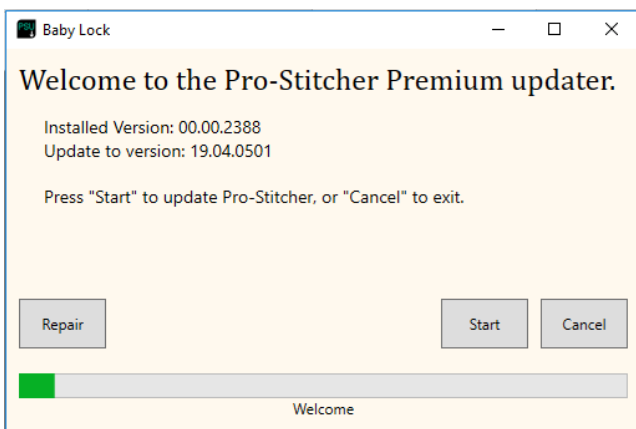 PSU
Baby Lock
Welcome to the Pro-Stitcher Premium updater.
Installed Version: 00.00.2388
Update to version: 19.04.0501
Press "Start" to update Pro-Stitcher, or "Cancel" to exit.
Repair
Start
Cancel
Welcome